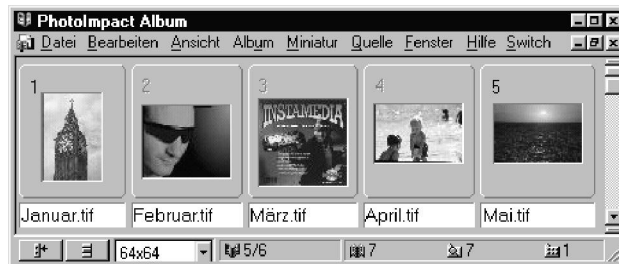 PhotoImpact Album
Datei Bearbeiten Ansicht Album Miniatur Quelle Fenster Hilfe Switch
1 2 3 4 5
INSTAMEDIA
Januar.tif Februar.tif März.tif April.tif Mai.tif
64x64 5/6 7 7 1